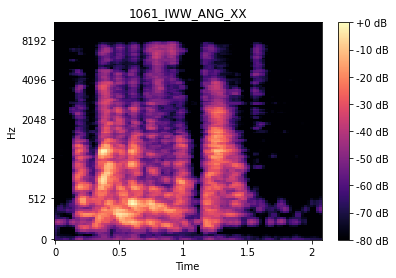 1061_IWW_ANG_XX
8192
4096
2048
1024
512
0
Hz
0
0.5
1
1.5
2
Time
+0 dB
-10 dB
-20 dB
-30 dB
-40 dB
-50 dB
-60 dB
-70 dB
-80 dB